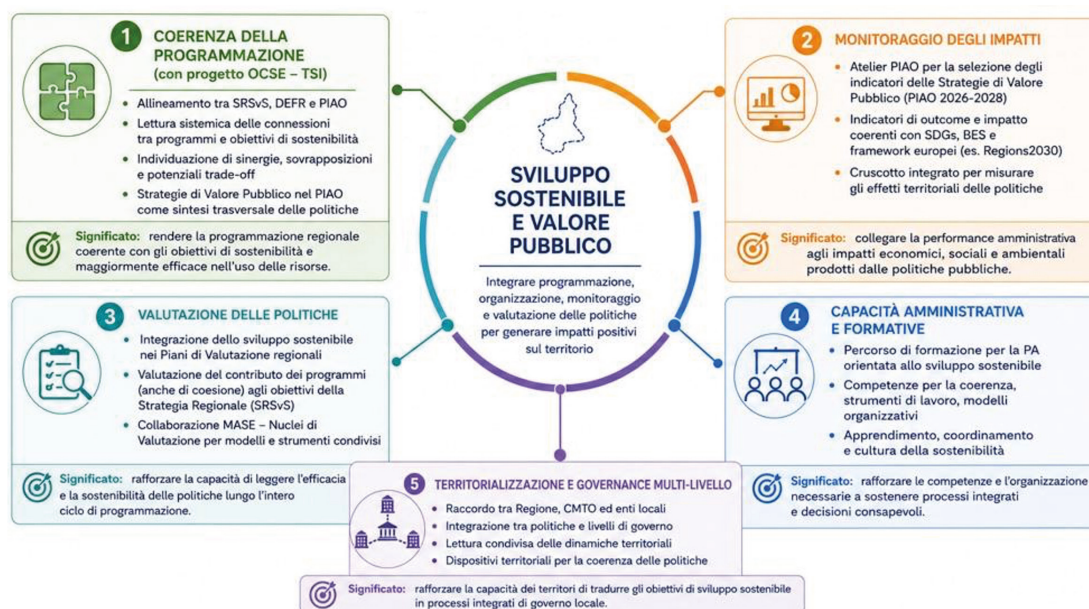 1
COERENZA DELLA
PROGRAMMAZIONE
(con progetto OCSE – TSI)
• Allineamento tra SRSvS, DEFR e PIAO
• Lettura sistemica delle connessioni
tra programmi e obiettivi di sostenibilità
• Individuazione di sinergie, sovrapposizioni
e potenziali trade-off
• Strategie di Valore Pubblico nel PIAO
come sintesi trasversale delle politiche
Significato: rendere la programmazione regionale
coerente con gli obiettivi di sostenibilità e
maggiormente efficace nell'uso delle risorse.
SVILUPPO
SOSTENIBILE
E VALORE
PUBBLICO
Integrare programmazione,
organizzazione, monitoraggio
e valutazione delle politiche
per generare impatti positivi
sul territorio
2 MONITORAGGIO DEGLI IMPATTI
• Atelier PIAO per la selezione degli
indicatori delle Strategie di Valore
Pubblico (PIAO 2026-2028)
• Indicatori di outcome e impatto
coerenti con SDGs, BES e
framework europei (es. Regions2030)
• Cruscotto integrato per misurare
gli effetti territoriali delle politiche
Significato: collegare la performance amministrativa
agli impatti economici, sociali e ambientali
prodotti dalle politiche pubbliche.
3 VALUTAZIONE DELLE POLITICHE
• Integrazione dello sviluppo sostenibile
nei Piani di Valutazione regionali
• Valutazione del contributo dei programmi
(anche di coesione) agli obiettivi della
Strategia Regionale (SRSvS)
• Collaborazione MASE – Nuclei di
Valutazione per modelli e strumenti condivisi
Significato: rafforzare la capacità di leggere l'efficacia
e la sostenibilità delle politiche lungo l'intero
ciclo di programmazione.
4 CAPACITÀ AMMINISTRATIVA
E FORMATIVE
• Percorso di formazione per la PA
orientata allo sviluppo sostenibile
• Competenze per la coerenza,
strumenti di lavoro, modelli
organizzativi
• Apprendimento, coordinamento
e cultura della sostenibilità
Significato: rafforzare le competenze e l'organizzazione
necessarie a sostenere processi integrati
e decisioni consapevoli.
5 TERRITORIALIZZAZIONE E GOVERNANCE MULTI-LIVELLO
• Raccordo tra Regione, CMTO ed enti locali
• Integrazione tra politiche e livelli di governo
• Lettura condivisa delle dinamiche territoriali
• Dispositivi territoriali per la coerenza delle politiche
Significato: rafforzare la capacità dei territori di tradurre gli obiettivi di sviluppo sostenibile
in processi integrati di governo locale.